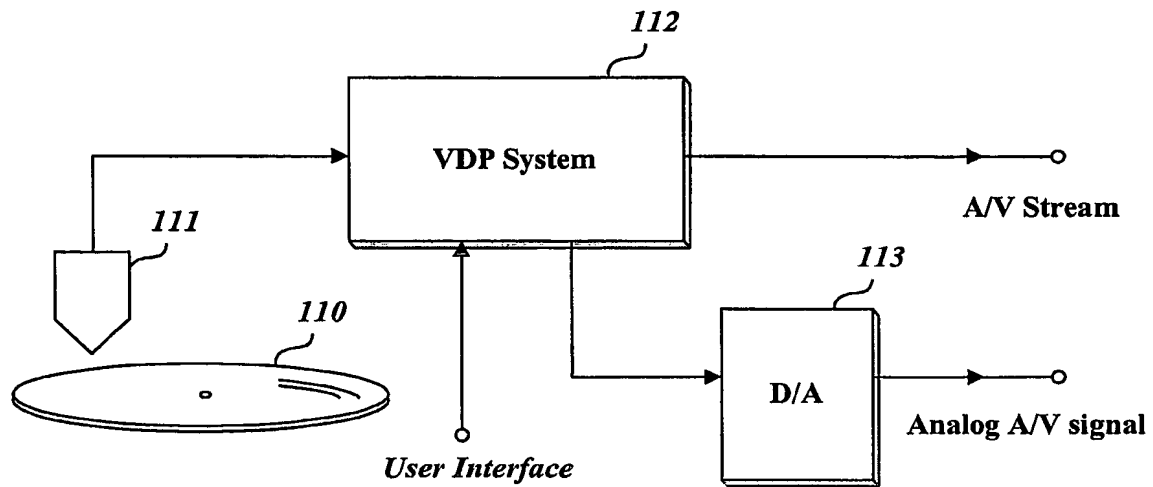 112
VDP System
A/V Stream
111
113
110
D/A
Analog A/V signal
User Interface